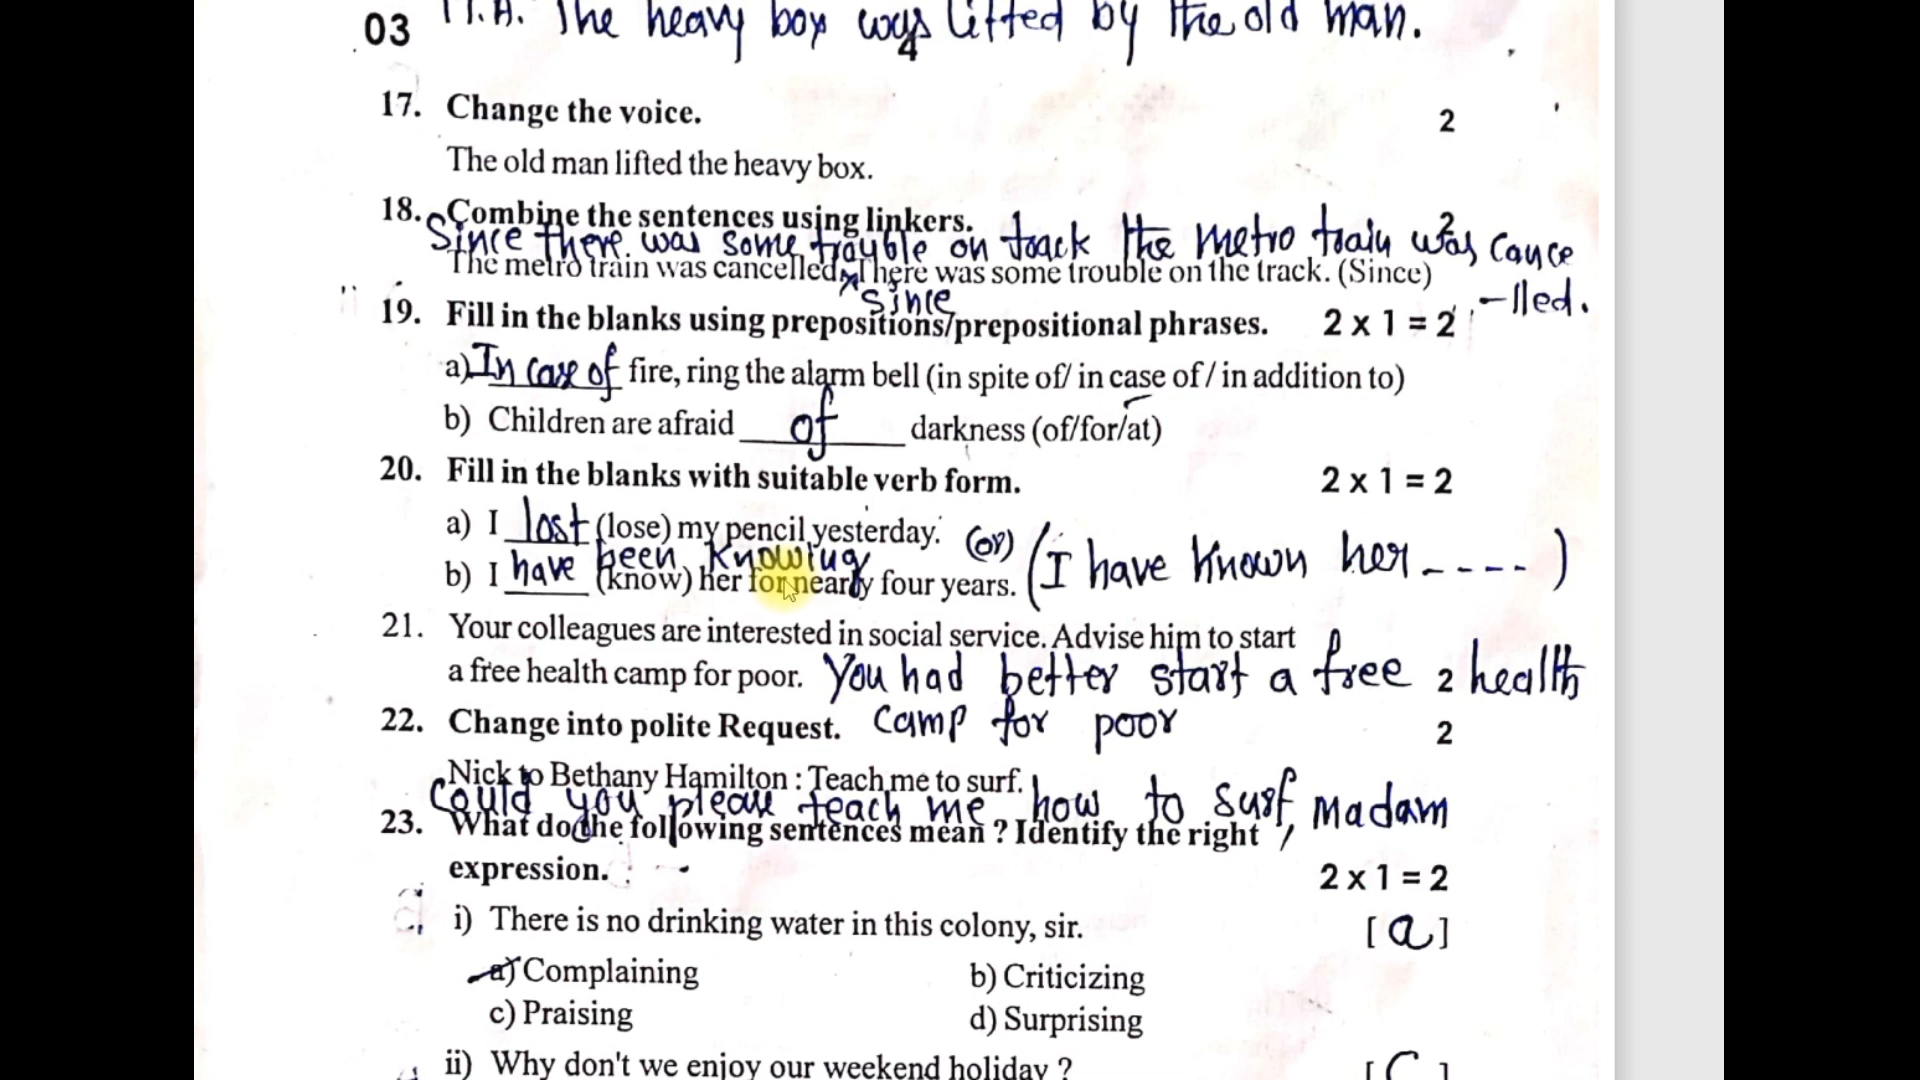 03 17.A. The heavy box was lifted by the old man.
4
17. Change the voice. 2
The old man lifted the heavy box.
18. Combine the sentences using linkers. 2
Since there was some trouble on track the metro train was cance
-lled.
The metro train was cancelled. There was some trouble on the track. (Since)
since
19. Fill in the blanks using prepositions/prepositional phrases. 2 x 1 = 2
a) In case of fire, ring the alarm bell (in spite of/ in case of / in addition to)
b) Children are afraid of darkness (of/for/at)
20. Fill in the blanks with suitable verb form. 2 x 1 = 2
a) I lost (lose) my pencil yesterday.
b) I have been knowing (know) her for nearly four years. (or) (I have known her ----)
21. Your colleagues are interested in social service. Advise him to start
a free health camp for poor. You had better start a free health 2
camp for poor
22. Change into polite Request. 2
Nick to Bethany Hamilton : Teach me to surf.
Could you please teach me how to surf, Madam
23. What do the following sentences mean ? Identify the right
expression. 2 x 1 = 2
i) There is no drinking water in this colony, sir. [a]
a) Complaining b) Criticizing
c) Praising d) Surprising
ii) Why don't we enjoy our weekend holiday ? [C]